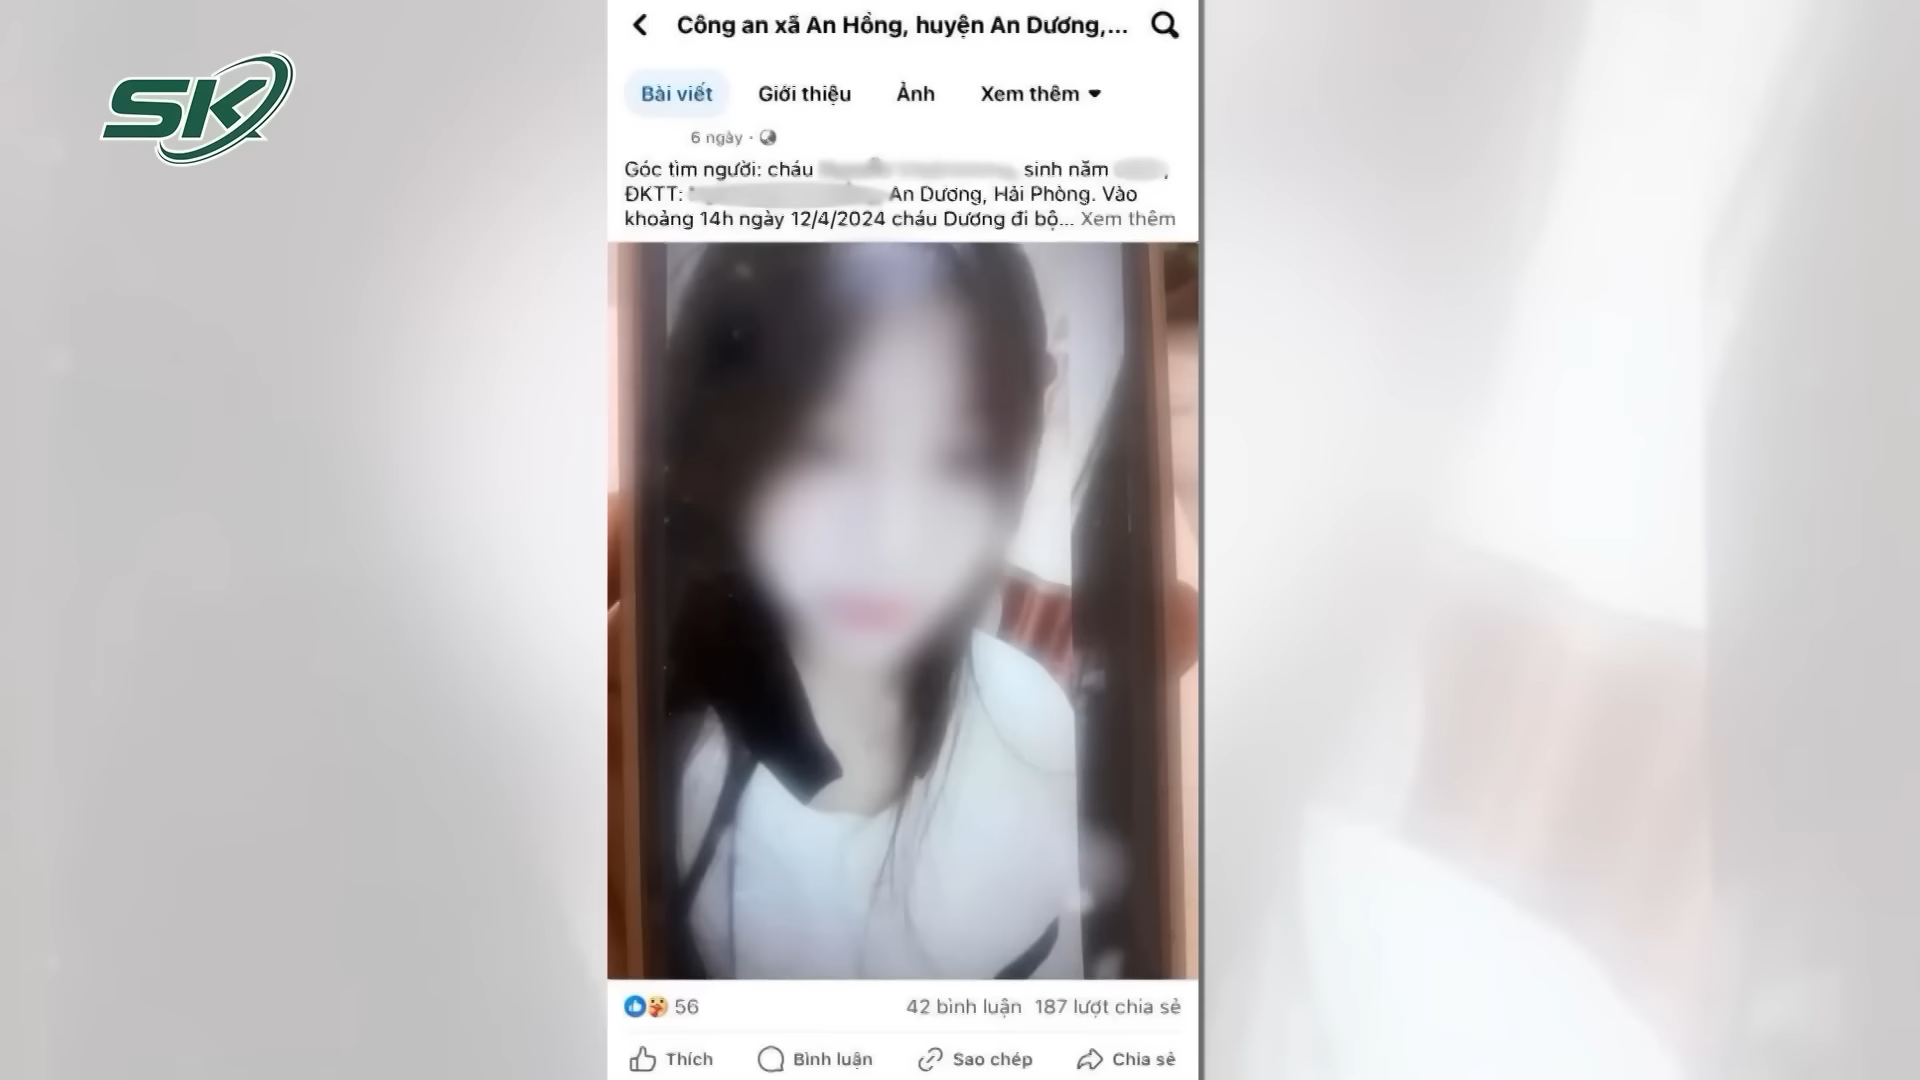 SK
Công an xã An Hồng, huyện An Dương,...
Bài viết Giới thiệu Ảnh Xem thêm
6 ngày ·
Góc tìm người: cháu sinh năm ,
ĐKTT: An Dương, Hải Phòng. Vào
khoảng 14h ngày 12/4/2024 cháu Dương đi bộ... Xem thêm
56 42 bình luận 187 lượt chia sẻ
Thích Bình luận Sao chép Chia sẻ